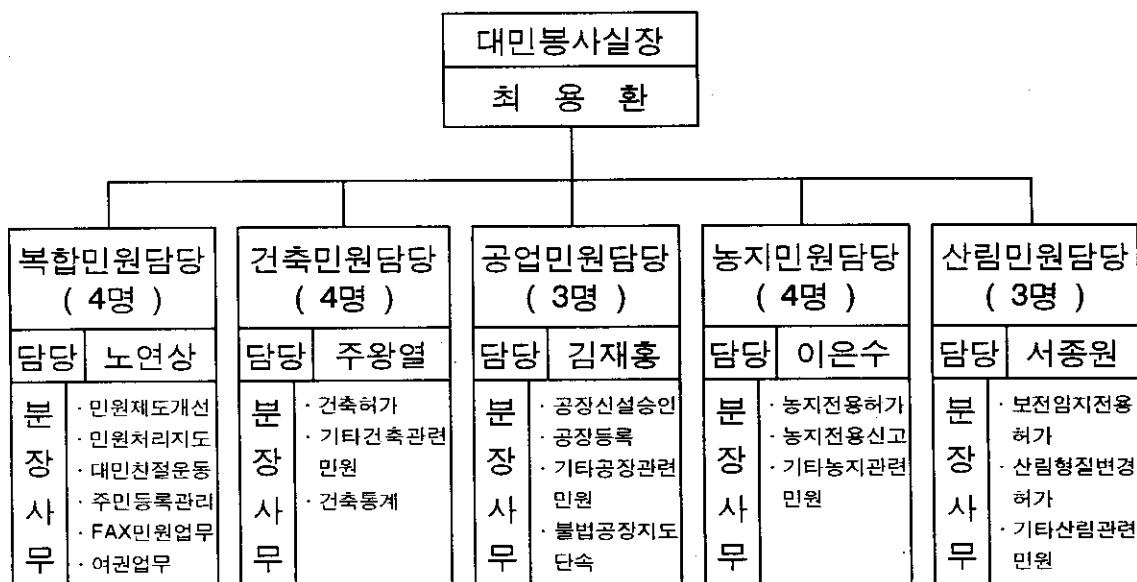 대민봉사실장
최 용 환
복합민원담당
( 4명 )
담당 노연상
분장사무
· 민원제도개선
· 민원처리지도
· 대민친절운동
· 주민등록관리
· FAX민원업무
· 여권업무
건축민원담당
( 4명 )
담당 주왕열
분장사무
· 건축허가
· 기타건축관련
민원
· 건축통계
공업민원담당
( 3명 )
담당 김재홍
분장사무
· 공장신설승인
· 공장등록
· 기타공장관련
민원
· 불법공장지도
단속
농지민원담당
( 4명 )
담당 이은수
분장사무
· 농지전용허가
· 농지전용신고
· 기타농지관련
민원
산림민원담당
( 3명 )
담당 서종원
분장사무
· 보전임지전용
허가
· 산림형질변경
허가
· 기타산림관련
민원